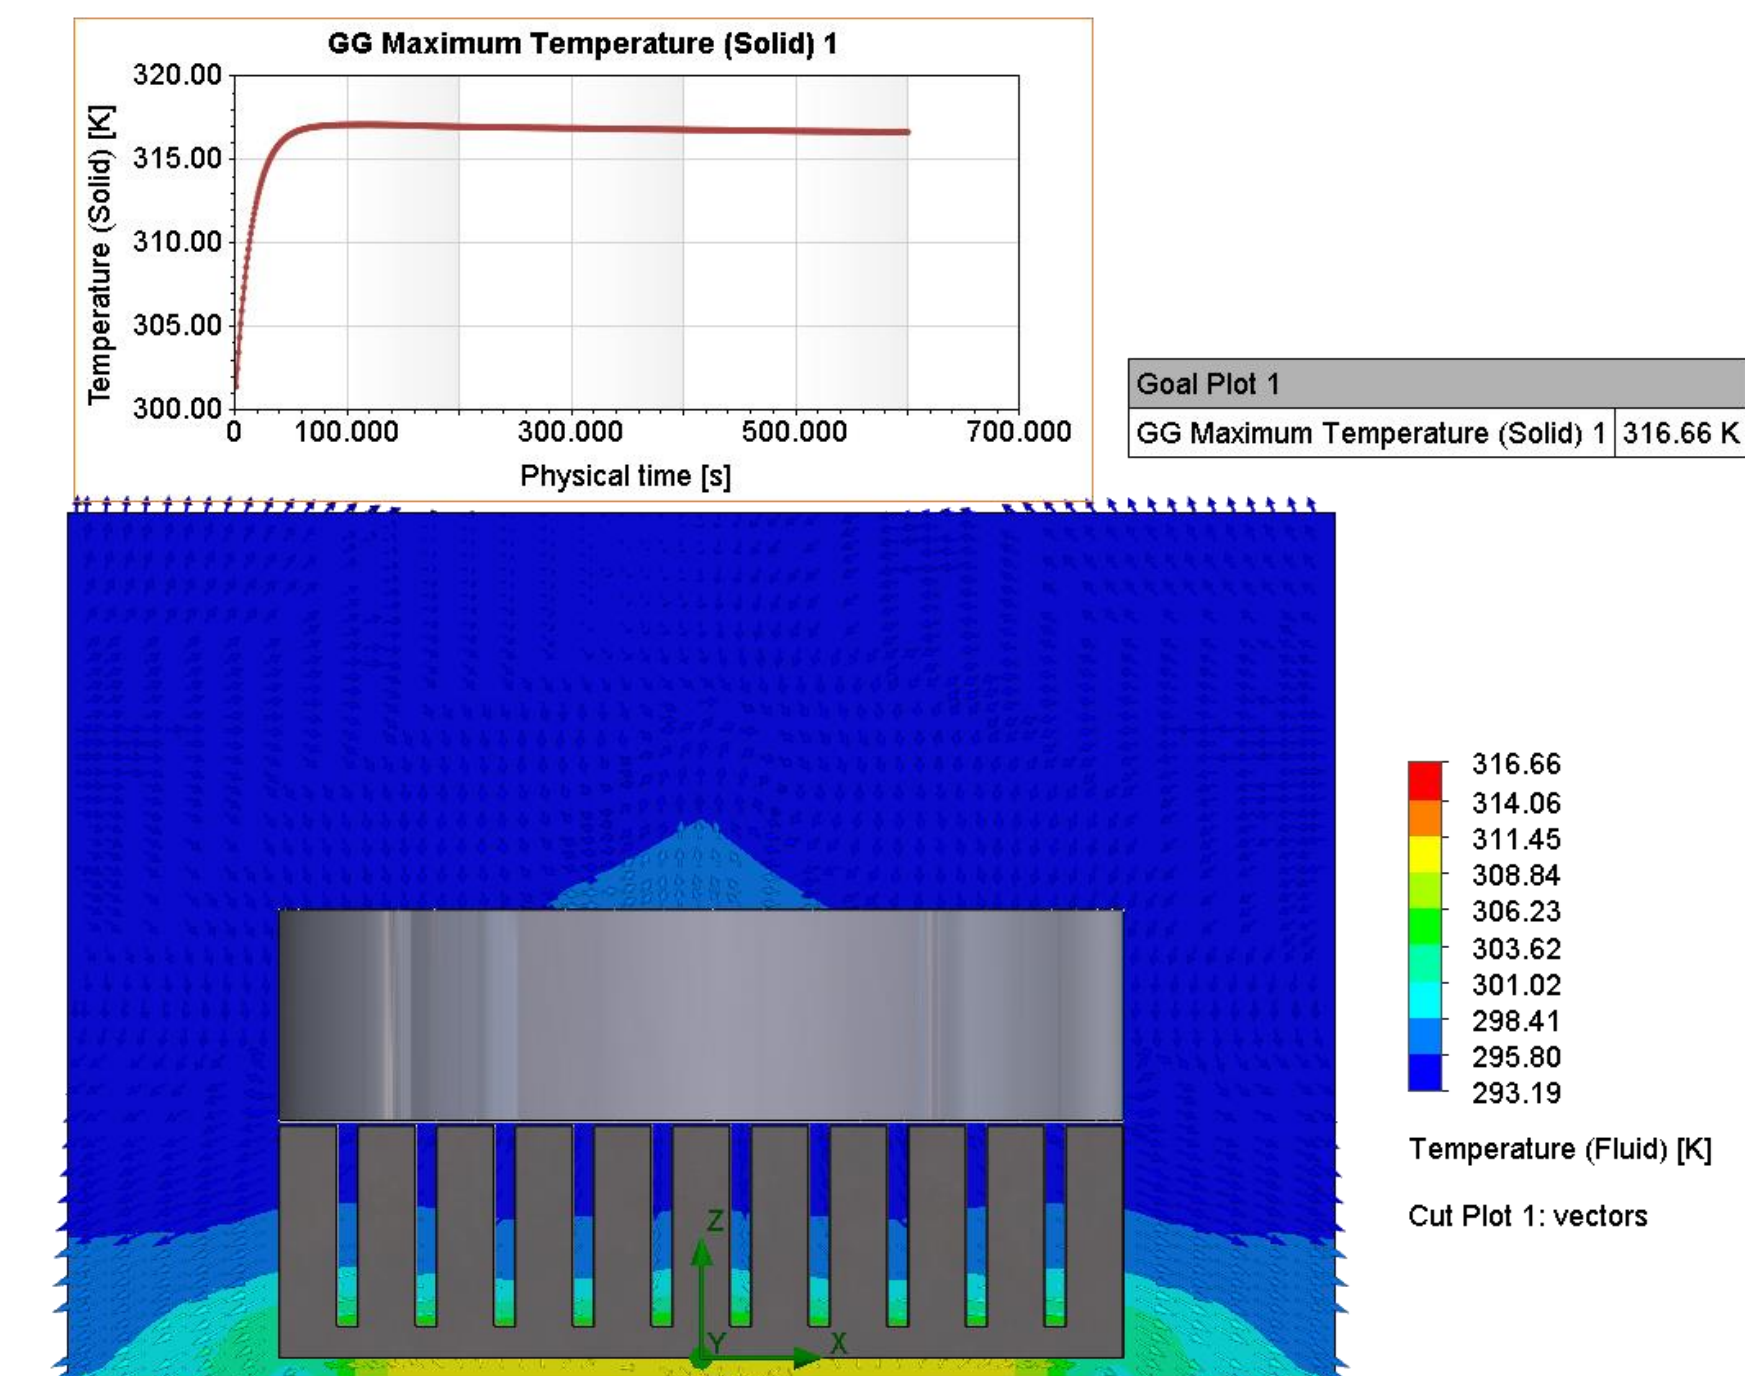 GG Maximum Temperature (Solid) 1
Temperature (Solid) [K]
320.00
315.00
310.00
305.00
300.00
0 100.000 300.000 500.000 700.000
Physical time [s]
Goal Plot 1
GG Maximum Temperature (Solid) 1 316.66 K
316.66
314.06
311.45
308.84
306.23
303.62
301.02
298.41
295.80
293.19
Temperature (Fluid) [K]
Cut Plot 1: vectors
Z
Y X